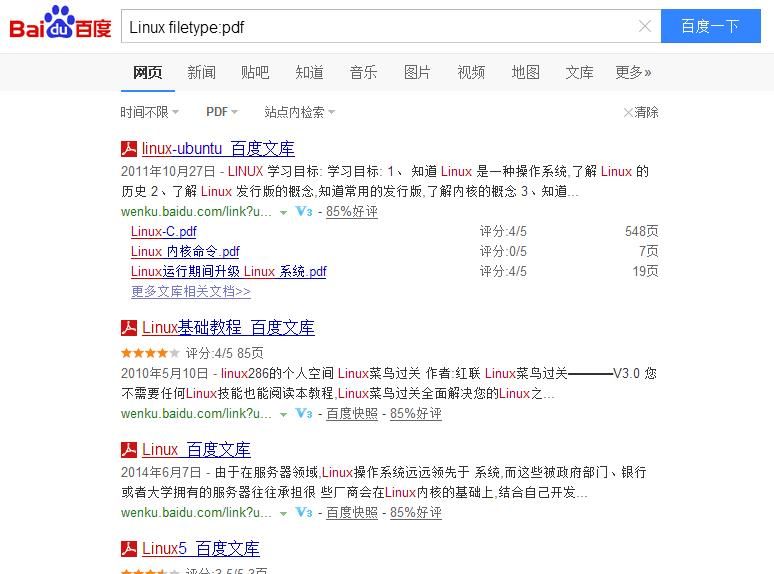 Bai du 百度
Linux filetype:pdf
百度一下
网页 新闻 贴吧 知道 音乐 图片 视频 地图 文库 更多»
时间不限 PDF 站点内检索 清除
linux-ubuntu_百度文库
2011年10月27日 - LINUX 学习目标: 学习目标: 1、 知道 Linux 是一种操作系统,了解 Linux 的
历史 2、了解 Linux 发行版的概念,知道常用的发行版,了解内核的概念 3、知道...
wenku.baidu.com/link?u... V3 - 85%好评
Linux-C.pdf 评分:4/5 548页
Linux 内核命令.pdf 评分:0/5 7页
Linux运行期间升级 Linux 系统.pdf 评分:4/5 19页
更多文库相关文档>>
Linux基础教程_百度文库
评分:4/5 85页
2010年5月10日 - linux286的个人空间 Linux菜鸟过关 作者:红联 Linux菜鸟过关————V3.0 您
不需要任何Linux技能也能阅读本教程,Linux菜鸟过关全面解决您的Linux之...
wenku.baidu.com/link?u... V3 - 百度快照 - 85%好评
Linux_百度文库
2014年6月7日 - 由于在服务器领域,Linux操作系统远远领先于 系统,而这些被政府部门、银行
或者大学拥有的服务器往往承担很 些厂商会在Linux内核的基础上,结合自己开发...
wenku.baidu.com/link?u... V3 - 百度快照 - 85%好评
Linux5_百度文库
评分:3.5/5 3页